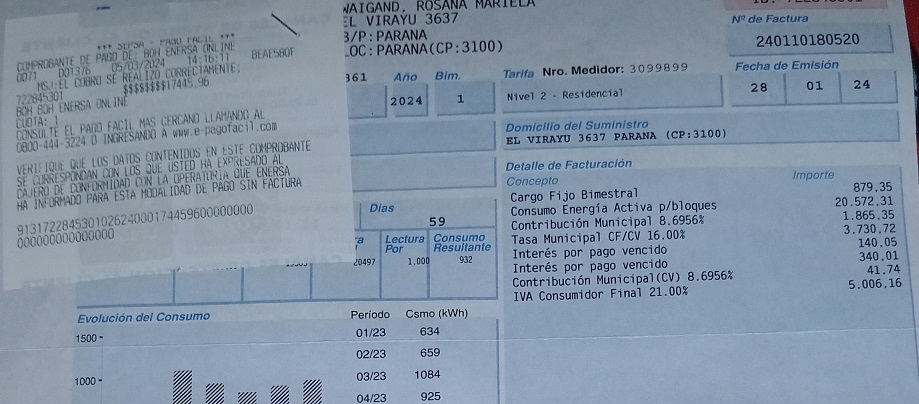 *** SEPSA - PAGO FACIL ***
COMPROBANTE DE PAGO DE: BOH ENERSA ONLINE
0071 D01376 05/03/2024 14:16:11 BEAE5B0F
MSJ:EL COBRO SE REALIZO CORRECTAMENTE:
$$$$$$$$17445,96
722845301
BOH BOH ENERSA ONLINE
CUOTA: 1
CONSULTE EL PAGO FACIL MAS CERCANO LLAMANDO AL
0800-444-3224 O INGRESANDO A www.e-pagofacil.com
VERIFIQUE QUE LOS DATOS CONTENIDOS EN ESTE COMPROBANTE
SE CORRESPONDAN CON LOS QUE USTED HA EXPRESADO AL
CAJERO DE CONFORMIDAD CON LA OPERATORIA QUE ENERSA
HA INFORMADO PARA ESTA MODALIDAD DE PAGO SIN FACTURA
913172284530102624000174459600000000
000000000000000
WAIGAND, ROSANA MARIELA
EL VIRAYU 3637
B/P:PARANA
LOC:PARANA(CP:3100)
Nº de Factura
240110180520
361 Año Bim.
2024 1
Tarifa Nro. Medidor: 3099899
Nivel 2 - Residencial
Fecha de Emisión
28 01 24
Domicilio del Suministro
EL VIRAYU 3637 PARANA (CP:3100)
Detalle de Facturación
Concepto Importe
Cargo Fijo Bimestral 879,35
Consumo Energía Activa p/bloques 20.572,31
Contribución Municipal 8.6956% 1.865,35
Tasa Municipal CF/CV 16.00% 3.730,72
Interés por pago vencido 140,05
Interés por pago vencido 340,01
Contribución Municipal(CV) 8.6956% 41,74
IVA Consumidor Final 21.00% 5.006,16
Días
59
Lectura Por Consumo Resultante
20497 1,000 932
Evolución del Consumo
Período Csmo (kWh)
1500 -
01/23 634
02/23 659
1000 -
03/23 1084
04/23 925